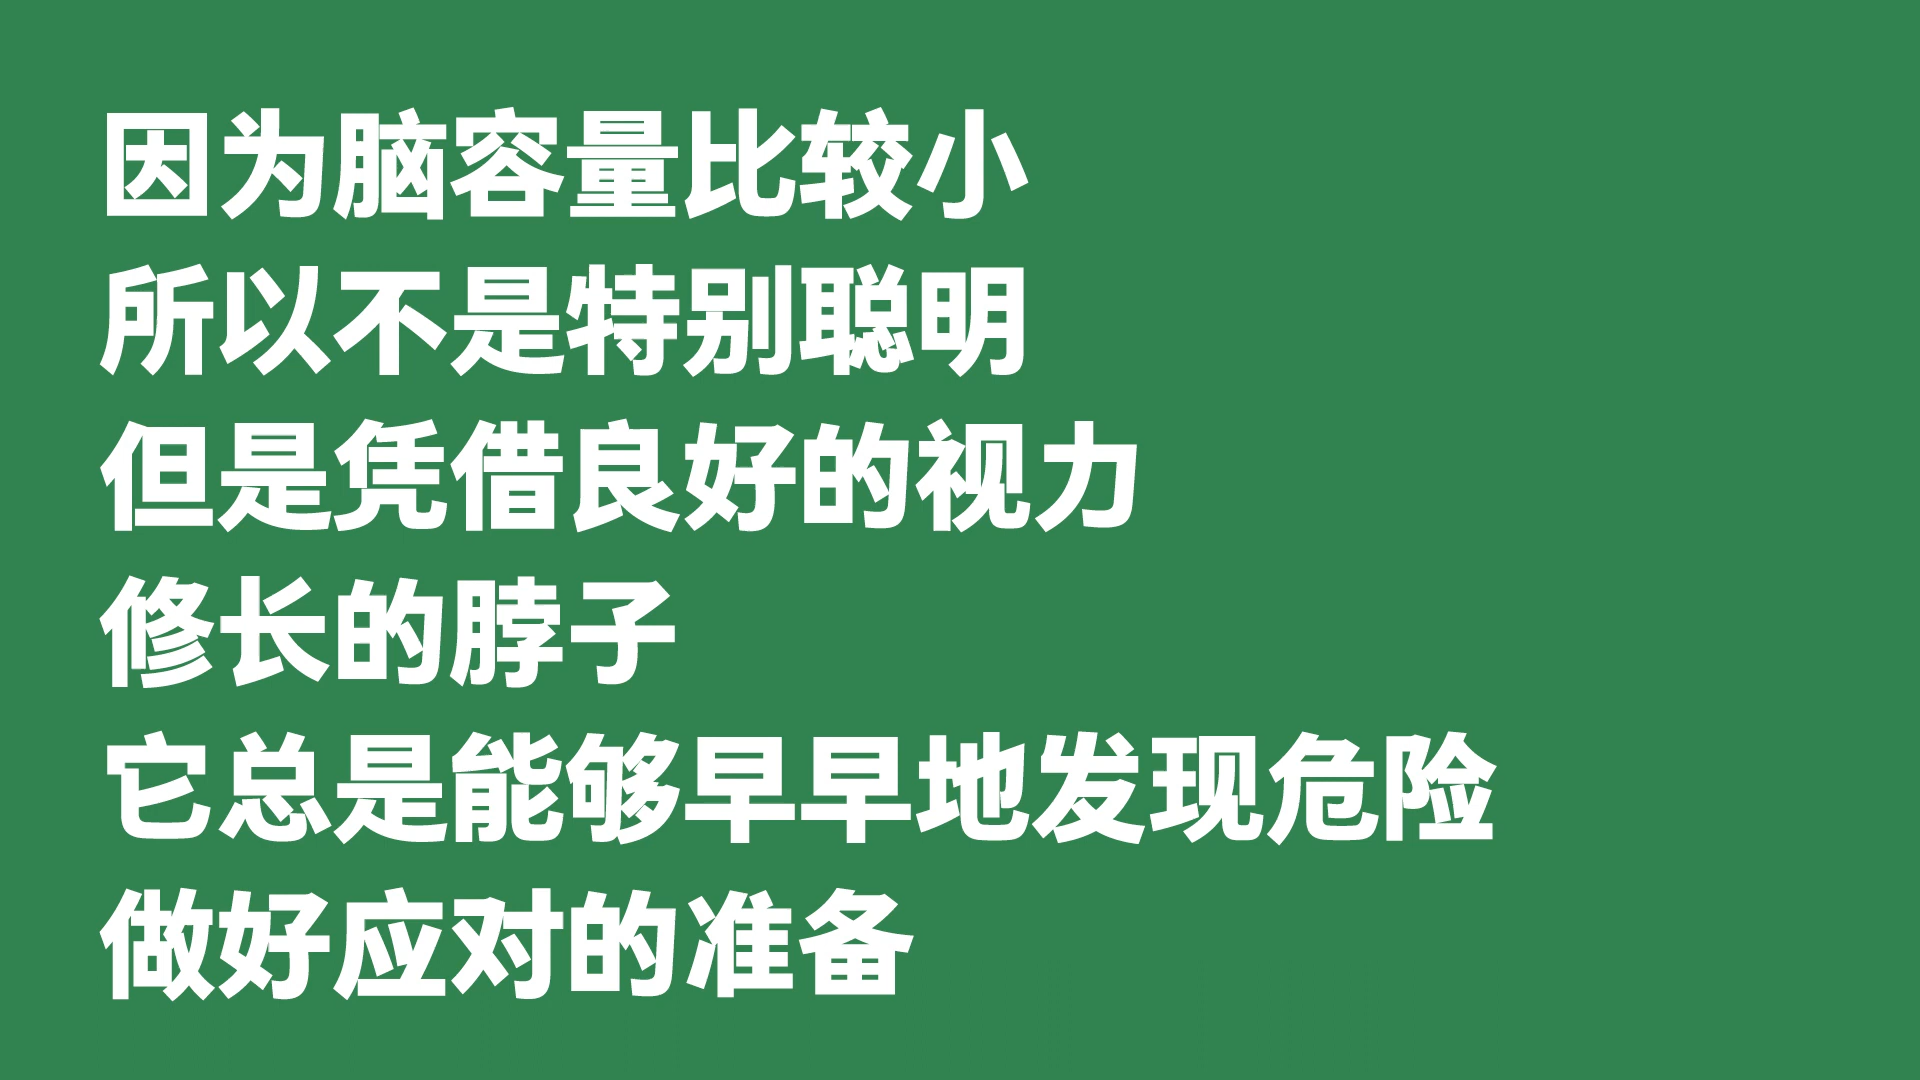 因为脑容量比较小
所以不是特别聪明
但是凭借良好的视力
修长的脖子
它总是能够早早地发现危险
做好应对的准备